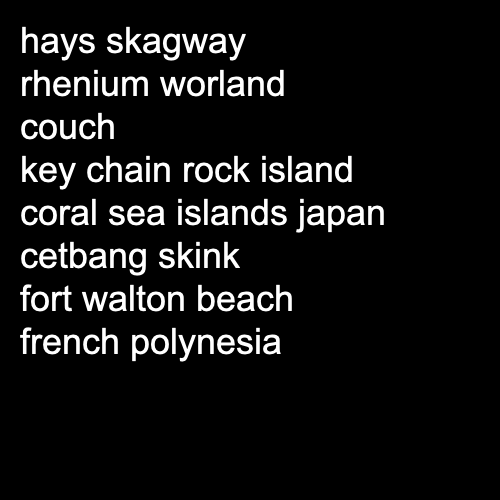 hays skagway
rhenium worland
couch
key chain rock island
coral sea islands japan
cetbang skink
fort walton beach
french polynesia